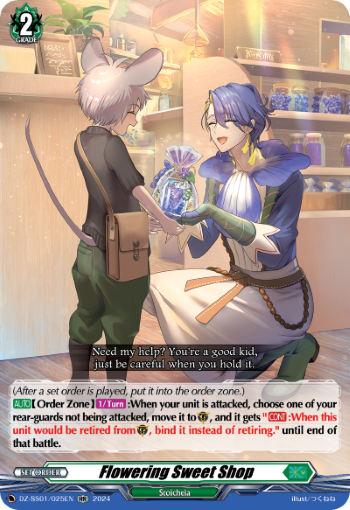 2
GRADE
Need my help? You're a good kid,
just be careful when you hold it.
(After a set order is played, put it into the order zone.)
AUTO【Order Zone】1/Turn:When your unit is attacked, choose one of your
rear-guards not being attacked, move it to , and it gets "CONT:When this
unit would be retired from , bind it instead of retiring." until end of
that battle.
SET ORDER
Flowering Sweet Shop
Stoicheia
DZ-SS01/025EN RRR 2024
illust/つくねね